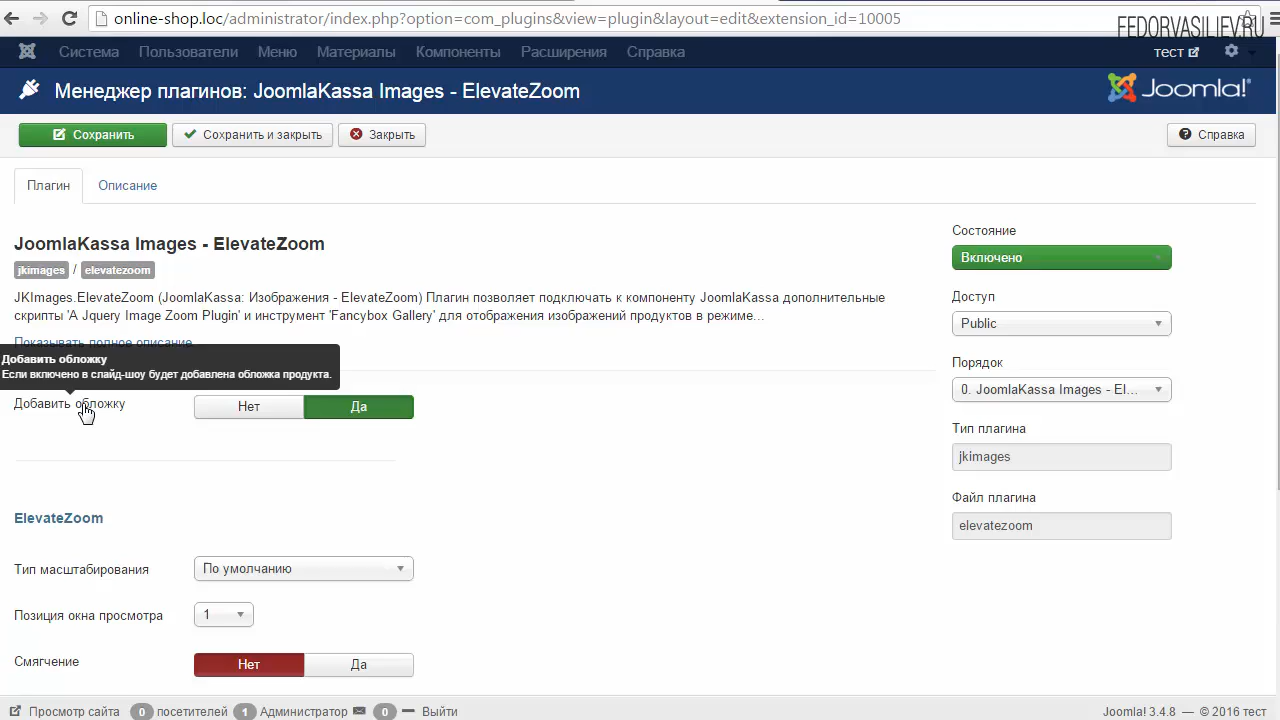 online-shop.loc/administrator/index.php?option=com_plugins&view=plugin&layout=edit&extension_id=10005
FEDORVASILIEV.RU
Система Пользователи Меню Материалы Компоненты Расширения Справка тест
Менеджер плагинов: JoomlaKassa Images - ElevateZoom
Joomla!®
Сохранить Сохранить и закрыть Закрыть Справка
Плагин Описание
JoomlaKassa Images - ElevateZoom
jkimages / elevatezoom
JKImages.ElevateZoom (JoomlaKassa: Изображения - ElevateZoom) Плагин позволяет подключать к компоненту JoomlaKassa дополнительные
скрипты 'A Jquery Image Zoom Plugin' и инструмент 'Fancybox Gallery' для отображения изображений продуктов в режиме...
Показывать полное описание
Добавить обложку
Если включено в слайд-шоу будет добавлена обложка продукта.
Добавить обложку Нет Да
ElevateZoom
Тип масштабирования По умолчанию
Позиция окна просмотра 1
Смягчение Нет Да
Состояние
Включено
Доступ
Public
Порядок
0. JoomlaKassa Images - El...
Тип плагина
jkimages
Файл плагина
elevatezoom
Просмотр сайта 0 посетителей 1 Администратор 0 Выйти
Joomla! 3.4.8 — © 2016 тест